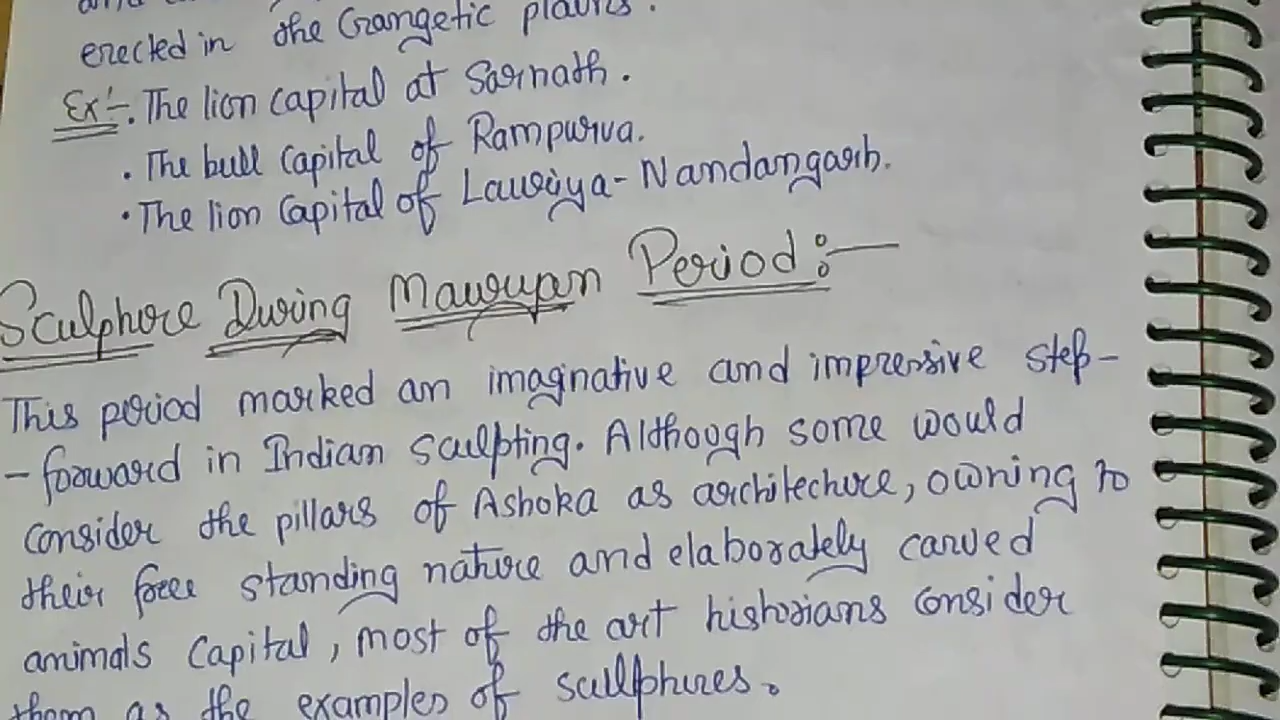 erected in the Gangetic plains.
Ex:-. The lion capital at Sarnath.
. The bull capital of Rampurva.
. The lion Capital of Lauriya-Nandangarh.
Sculpture During Mauryan Period:—
This period marked an imaginative and impressive step-
-forward in Indian sculpting. Although some would
consider the pillars of Ashoka as architecture, owning to
their free standing nature and elaborately carved
animals capital, most of the art historians consider
them as the examples of sculptures.